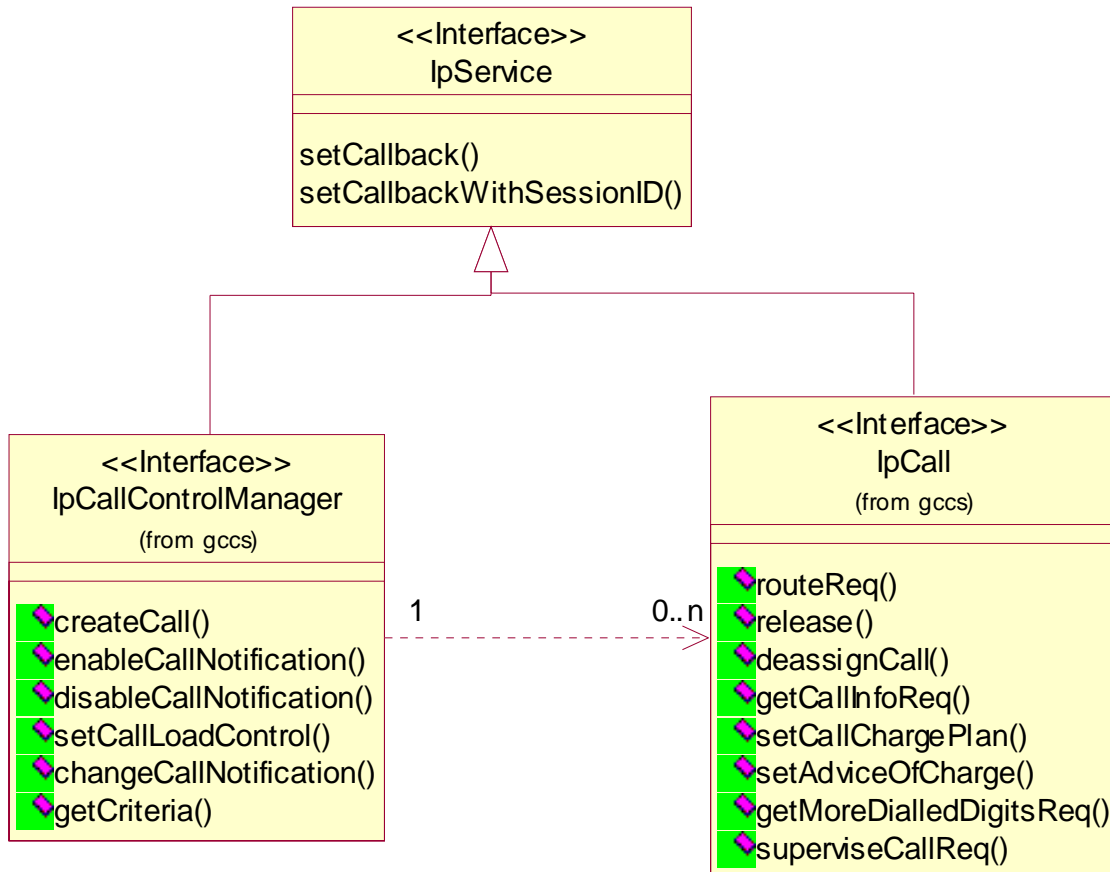 <<Interface>>
IpService
setCallback()
setCallbackWithSessionID()
<<Interface>>
IpCallControlManager
(from gccs)
createCall()
enableCallNotification()
disableCallNotification()
setCallLoadControl()
changeCallNotification()
getCriteria()
1
0..n
<<Interface>>
IpCall
(from gccs)
routeReq()
release()
deassignCall()
getCallInfoReq()
setCallChargePlan()
setAdviceOfCharge()
getMoreDialledDigitsReq()
superviseCallReq()